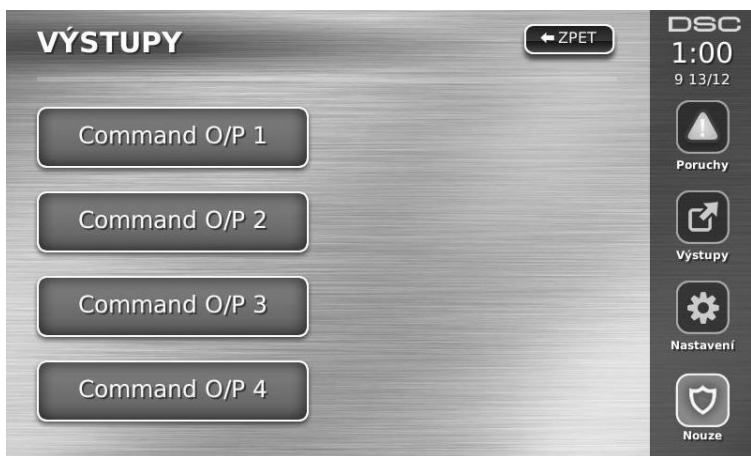 VÝSTUPY
ZPET
Command O/P 1
Command O/P 2
Command O/P 3
Command O/P 4
DSC
1:00
9 13/12
Poruchy
Výstupy
Nastavení
Nouze